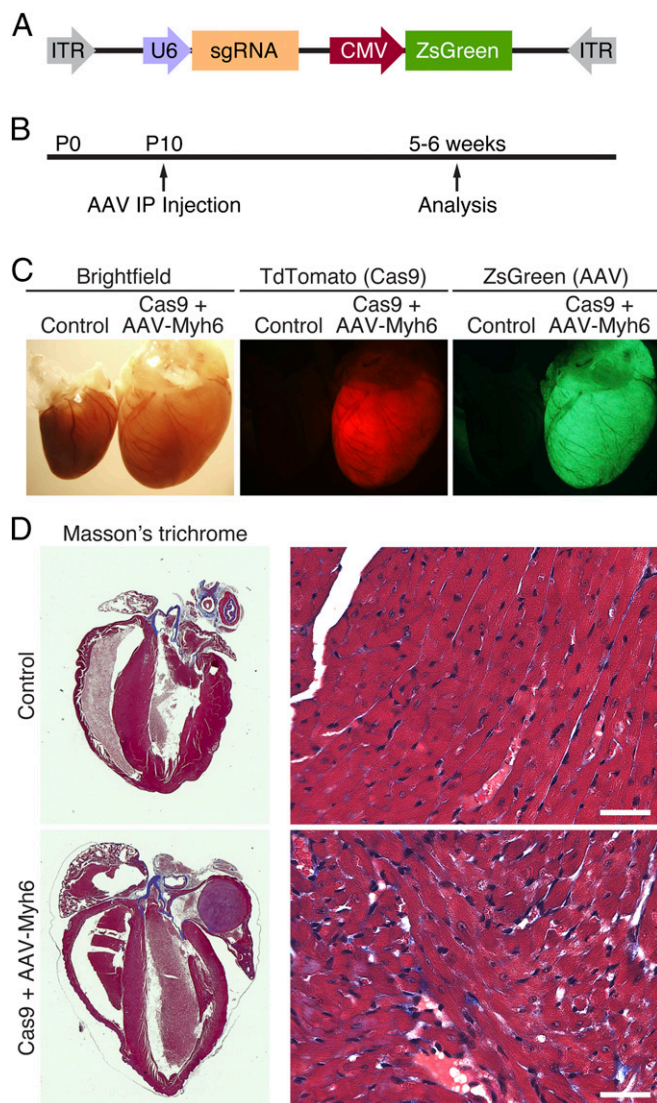 A
ITR U6 sgRNA CMV ZsGreen ITR
B
P0 P10 5-6 weeks
AAV IP Injection Analysis
C
Brightfield TdTomato (Cas9) ZsGreen (AAV)
Cas9 + Cas9 + Cas9 +
Control AAV-Myh6 Control AAV-Myh6 Control AAV-Myh6
D
Masson's trichrome
Control
Cas9 + AAV-Myh6